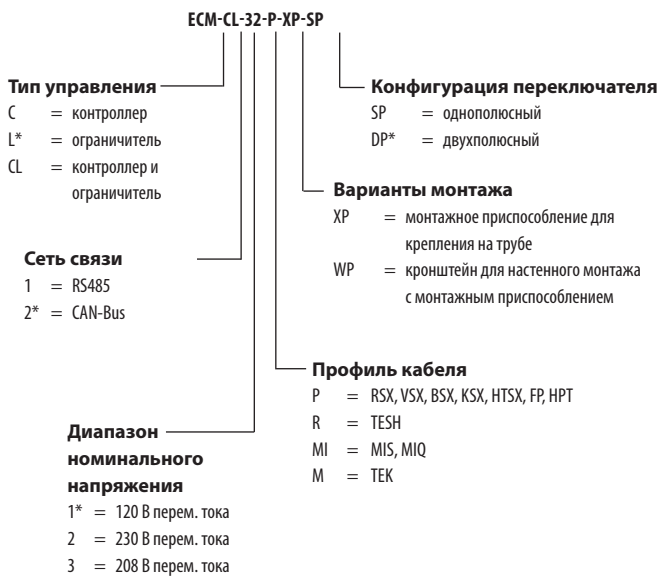 ECM-CL-32-P-XP-SP
Тип управления
C = контроллер
L* = ограничитель
CL = контроллер и
ограничитель
Сеть связи
1 = RS485
2* = CAN-Bus
Диапазон
номинального
напряжения
1* = 120 В перем. тока
2 = 230 В перем. тока
3 = 208 В перем. тока
Конфигурация переключателя
SP = однополюсный
DP* = двухполюсный
Варианты монтажа
XP = монтажное приспособление для
крепления на трубе
WP = кронштейн для настенного монтажа
с монтажным приспособлением
Профиль кабеля
P = RSX, VSX, BSX, KSX, HTSX, FP, HPT
R = TESH
MI = MIS, MIQ
M = TEK